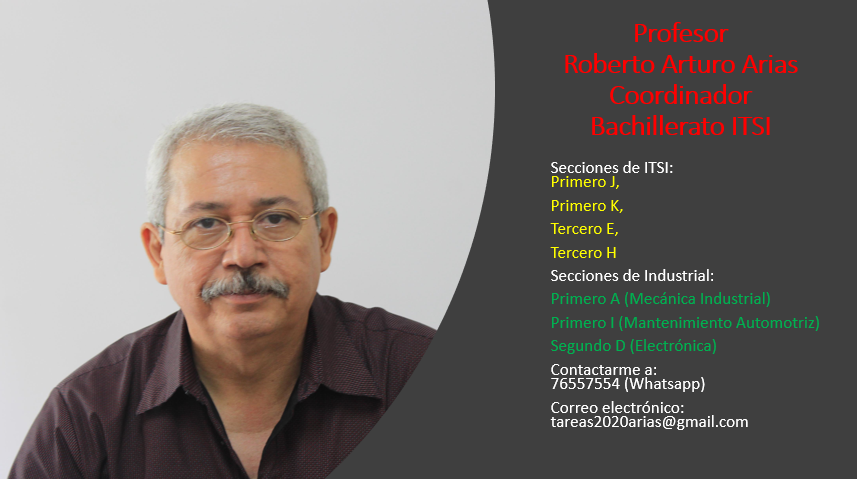 Profesor
Roberto Arturo Arias
Coordinador
Bachillerato ITSI
Secciones de ITSI:
Primero J,
Primero K,
Tercero E,
Tercero H
Secciones de Industrial:
Primero A (Mecánica Industrial)
Primero I (Mantenimiento Automotriz)
Segundo D (Electrónica)
Contactarme a:
76557554 (Whatsapp)
Correo electrónico:
tareas2020arias@gmail.com